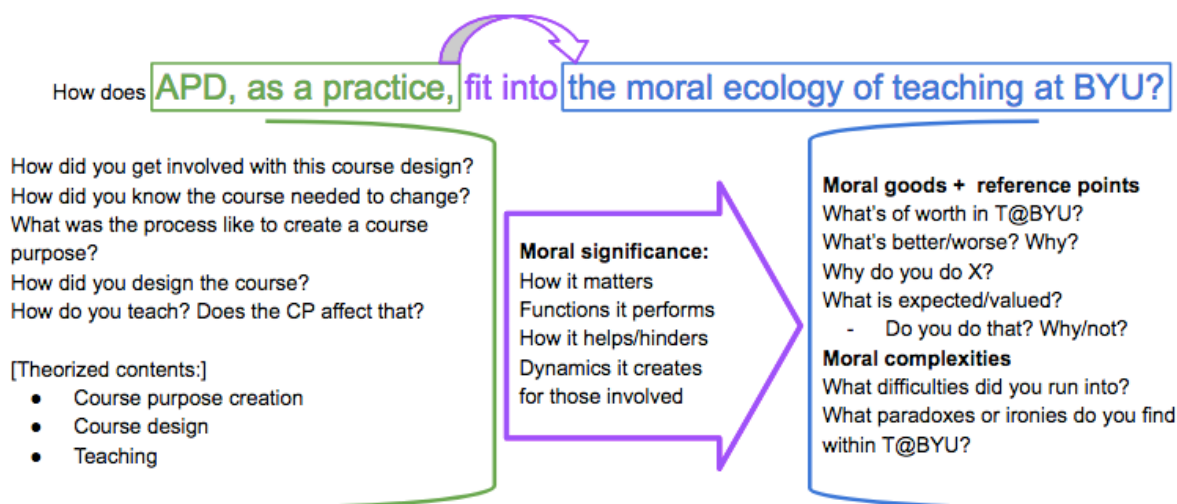 How does APD, as a practice, fit into the moral ecology of teaching at BYU?
How did you get involved with this course design?
How did you know the course needed to change?
What was the process like to create a course
purpose?
How did you design the course?
How do you teach? Does the CP affect that?
[Theorized contents:]
● Course purpose creation
● Course design
● Teaching
Moral significance:
How it matters
Functions it performs
How it helps/hinders
Dynamics it creates
for those involved
Moral goods + reference points
What's of worth in T@BYU?
What's better/worse? Why?
Why do you do X?
What is expected/valued?
- Do you do that? Why/not?
Moral complexities
What difficulties did you run into?
What paradoxes or ironies do you find
within T@BYU?